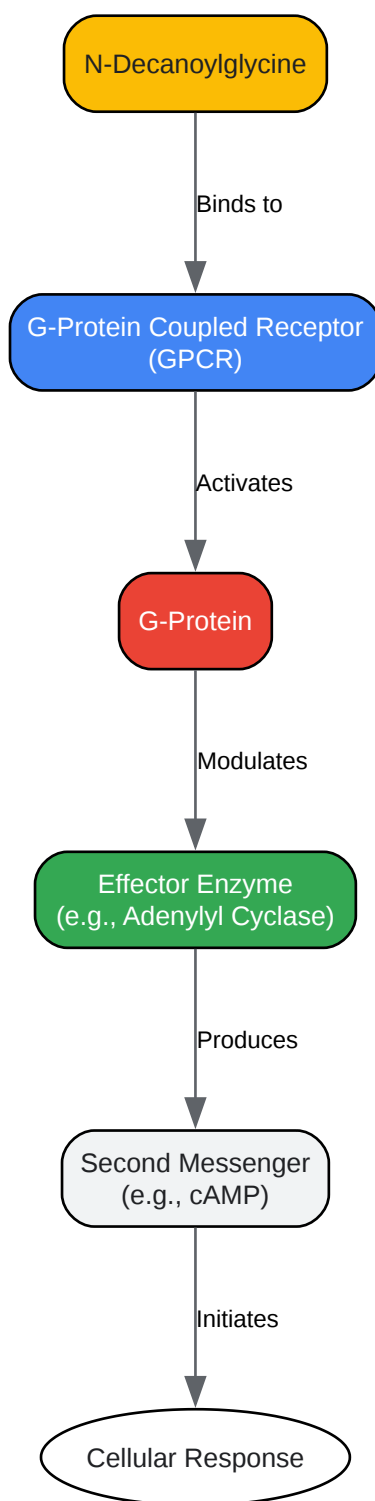 N-Decanoylglycine
Binds to
G-Protein Coupled Receptor
(GPCR)
Activates
G-Protein
Modulates
Effector Enzyme
(e.g., Adenylyl Cyclase)
Produces
Second Messenger
(e.g., cAMP)
Initiates
Cellular Response